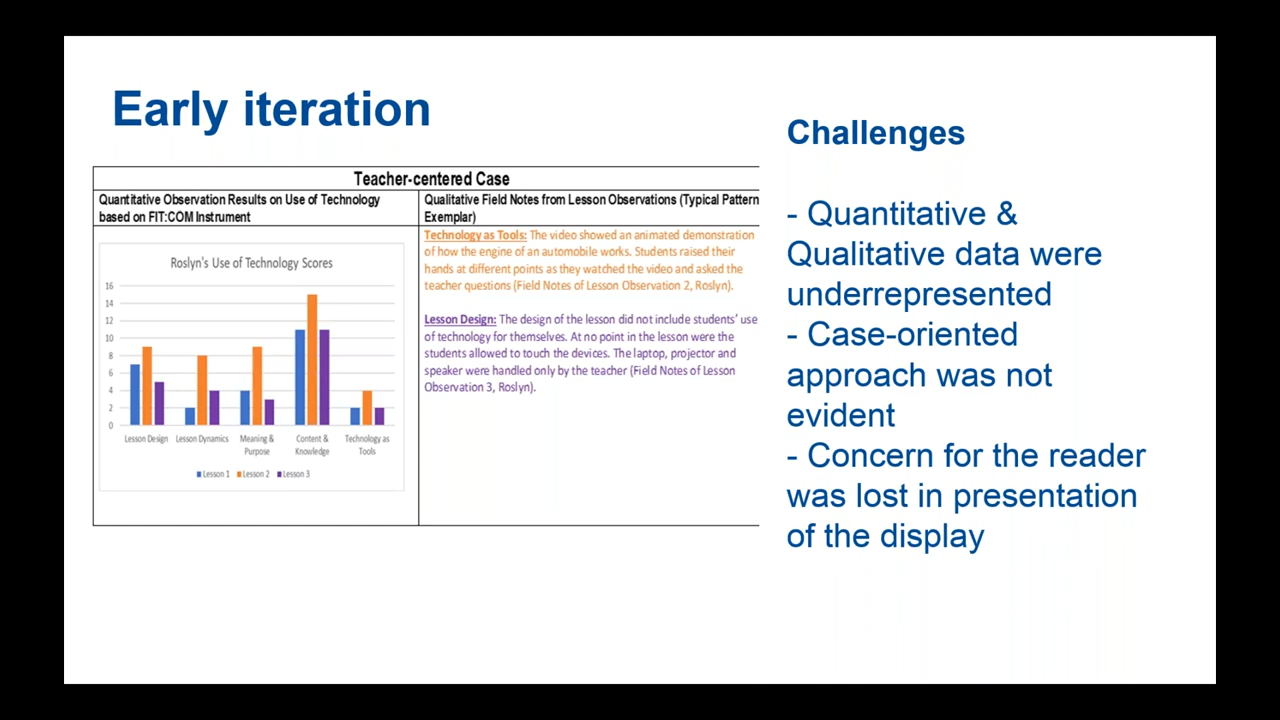 Early iteration
Teacher-centered Case
Quantitative Observation Results on Use of Technology
based on FIT:COM Instrument
Qualitative Field Notes from Lesson Observations (Typical Pattern
Exemplar)
Roslyn's Use of Technology Scores
16
14
12
10
8
6
4
2
0
Lesson Design
Lesson Dynamics
Meaning &
Purpose
Content &
Knowledge
Technology as
Tools
Lesson 1
Lesson 2
Lesson 3
Technology as Tools: The video showed an animated demonstration
of how the engine of an automobile works. Students raised their
hands at different points as they watched the video and asked the
teacher questions (Field Notes of Lesson Observation 2, Roslyn).
Lesson Design: The design of the lesson did not include students’ use
of technology for themselves. At no point in the lesson were the
students allowed to touch the devices. The laptop, projector and
speaker were handled only by the teacher (Field Notes of Lesson
Observation 3, Roslyn).
Challenges
- Quantitative &
Qualitative data were
underrepresented
- Case-oriented
approach was not
evident
- Concern for the reader
was lost in presentation
of the display